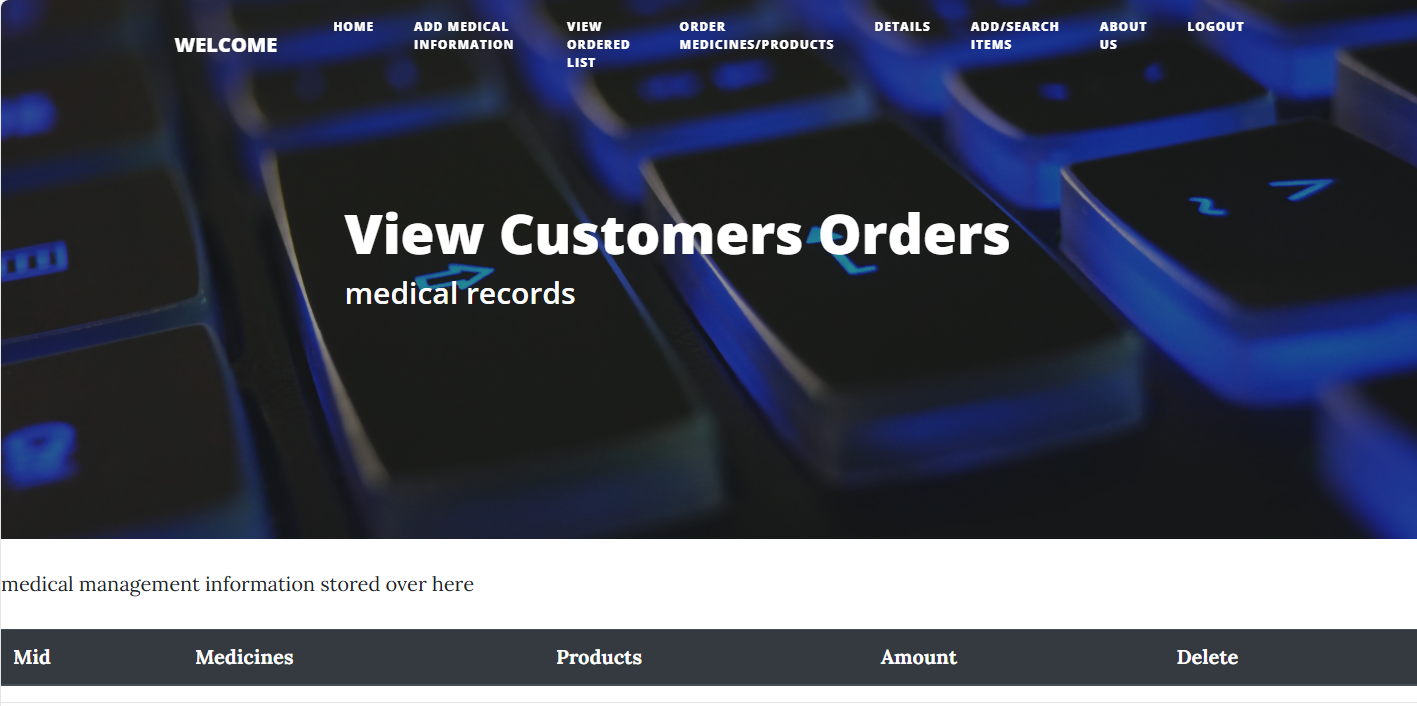 WELCOME
HOME
ADD MEDICAL
INFORMATION
VIEW
ORDERED
LIST
ORDER
MEDICINES/PRODUCTS
DETAILS
ADD/SEARCH
ITEMS
ABOUT
US
LOGOUT
View Customers Orders
medical records
medical management information stored over here
Mid Medicines Products Amount Delete